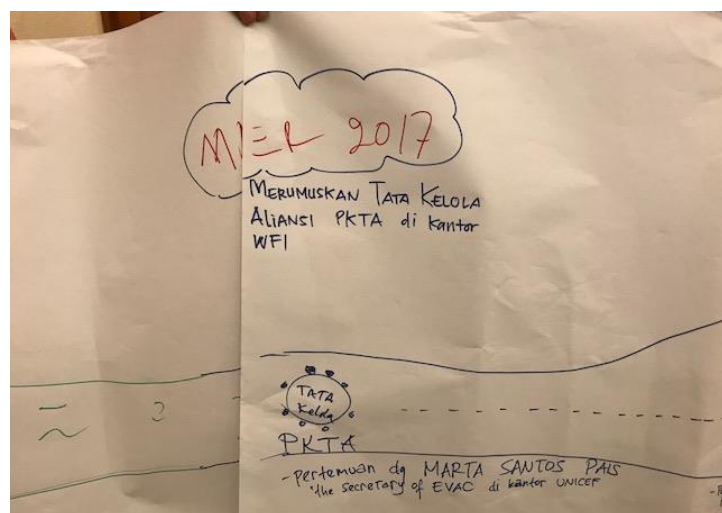 2017
MERUMUSKAN TATA KELOLA
ALIANSI PKTA di kantor
WFI
TATA
Kelola
PKTA
- Pertemuan dg MARTA SANTOS PAIS
"the secretary of EVAC di kantor UNICEF